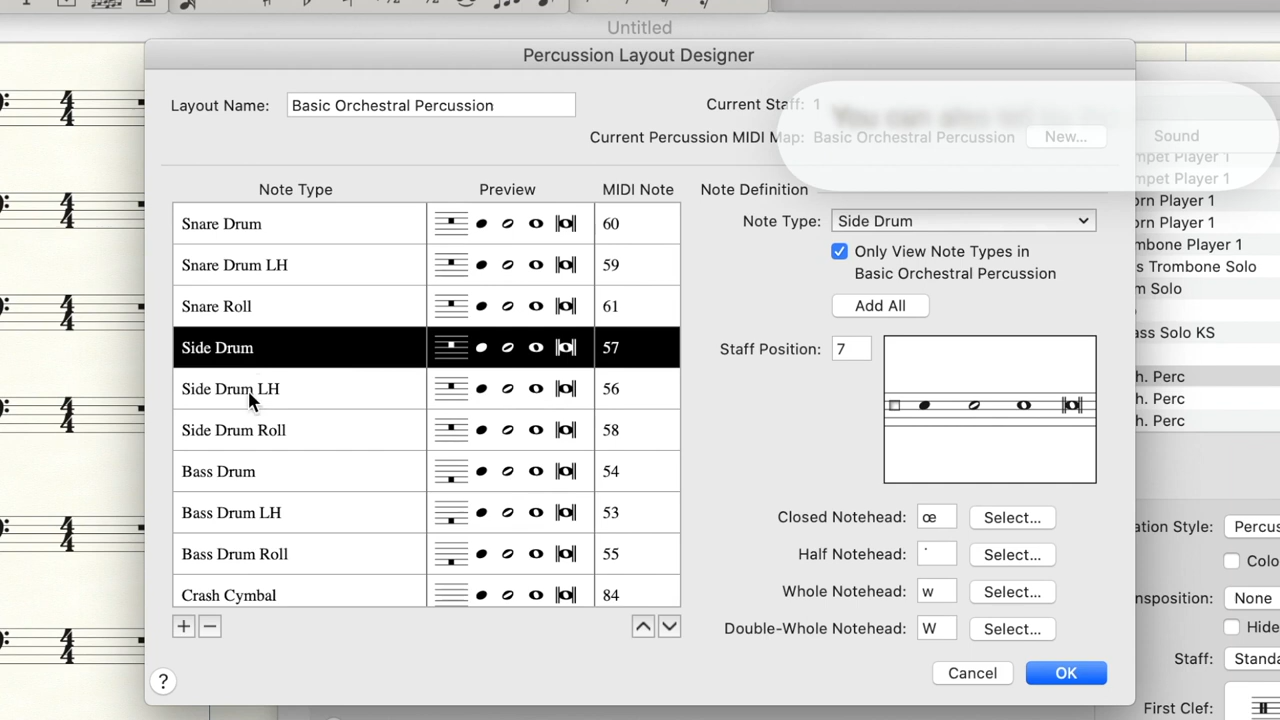 Untitled
Percussion Layout Designer
Layout Name: Basic Orchestral Percussion
Current Staff: 1
Current Percussion MIDI Map: Basic Orchestral Percussion New...
Sound
Note Type Preview MIDI Note Note Definition
Snare Drum 60
Snare Drum LH 59
Snare Roll 61
Side Drum 57
Side Drum LH 56
Side Drum Roll 58
Bass Drum 54
Bass Drum LH 53
Bass Drum Roll 55
Crash Cymbal 84
Note Type: Side Drum
Only View Note Types in
Basic Orchestral Percussion
Add All
Staff Position: 7
Closed Notehead: œ Select...
Half Notehead: ˙ Select...
Whole Notehead: w Select...
Double-Whole Notehead: W Select...
+ −
?
Cancel OK
mpet Player 1
mpet Player 1
orn Player 1
orn Player 1
mbone Player 1
s Trombone Solo
m Solo
ass Solo KS
h. Perc
h. Perc
h. Perc
ation Style: Percus
Colo
nsposition: None
Hide
Staff: Standa
First Clef: